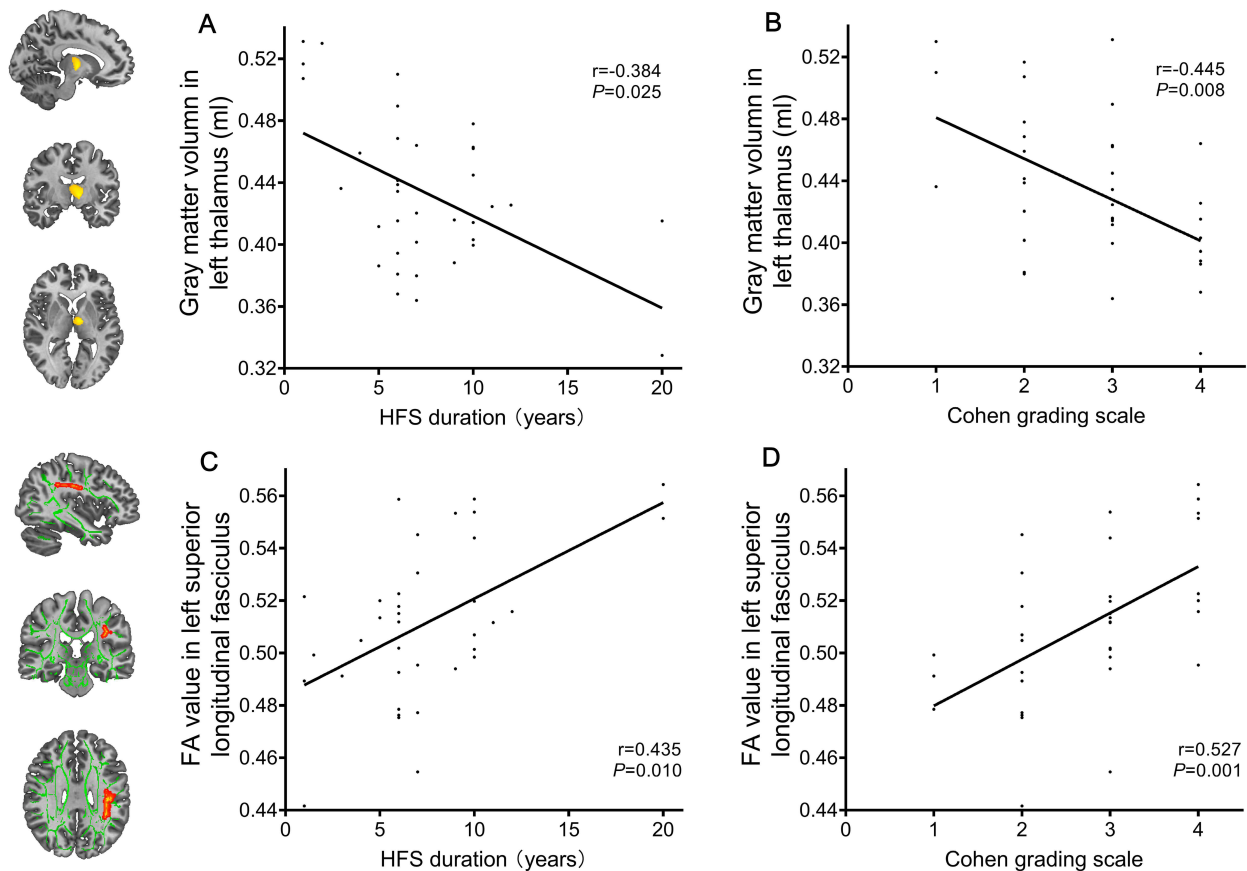 A
Gray matter volumn in
left thalamus (ml)
0.52
0.48
0.44
0.40
0.36
0.32
r=-0.384
P=0.025
0
5
10
15
20
HFS duration（years）
B
Gray matter volumn in
left thalamus (ml)
0.52
0.48
0.44
0.40
0.36
0.32
r=-0.445
P=0.008
0
1
2
3
4
Cohen grading scale
C
FA value in left superior
longitudinal fasciculus
0.56
0.54
0.52
0.50
0.48
0.46
0.44
r=0.435
P=0.010
0
5
10
15
20
HFS duration（years）
D
FA value in left superior
longitudinal fasciculus
0.56
0.54
0.52
0.50
0.48
0.46
0.44
r=0.527
P=0.001
0
1
2
3
4
Cohen grading scale